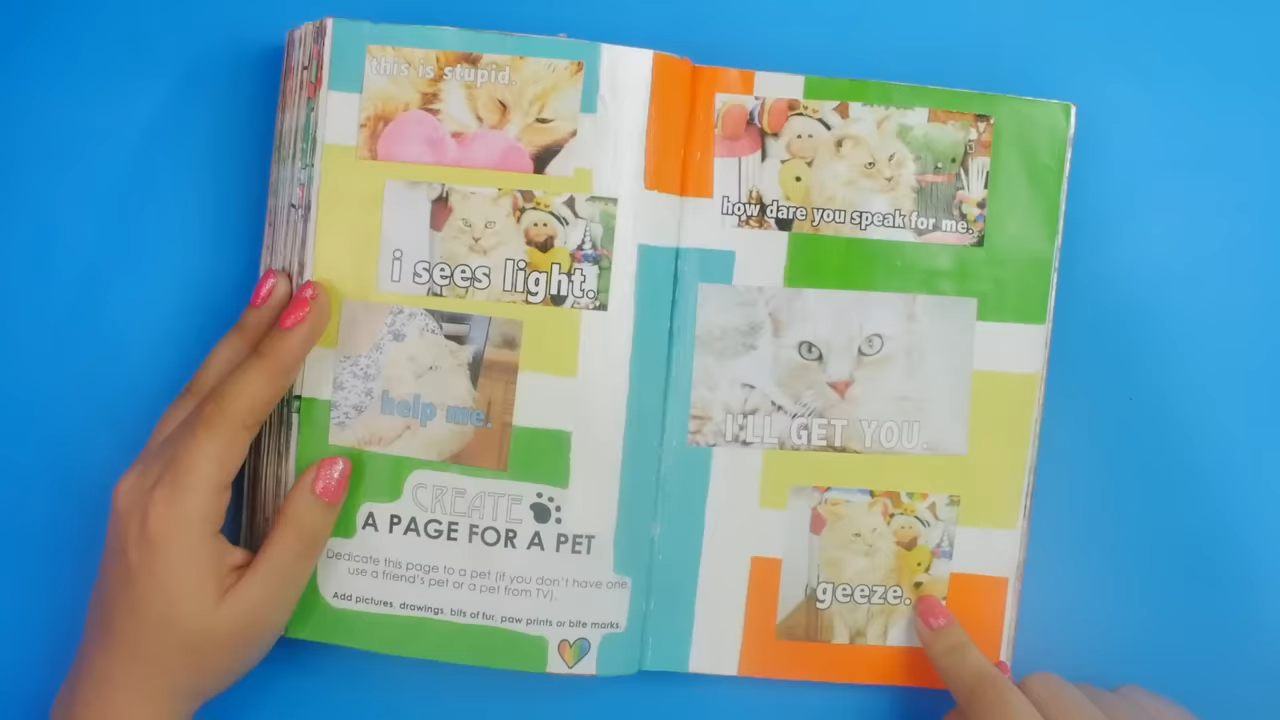 this is stupid.
i sees light.
help me.
CREATE
A PAGE FOR A PET
Dedicate this page to a pet (if you don't have one,
use a friend's pet or a pet from TV).
Add pictures, drawings, bits of fur, paw prints or bite marks.
how dare you speak for me.
I'LL GET YOU.
geeze.